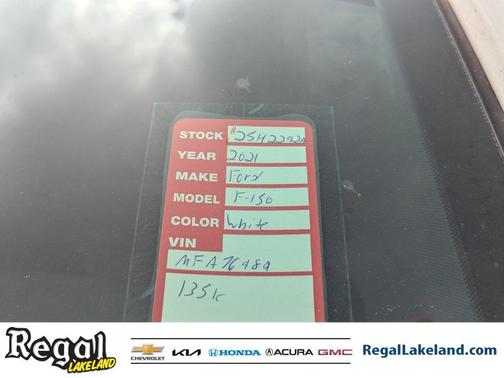 STOCK #25H2292A
YEAR 2021
MAKE Ford
MODEL F-150
COLOR White
VIN
MFA76489
135k
Regal
LAKELAND
CHEVROLET KIA HONDA ACURA GMC
RegalLakeland.com